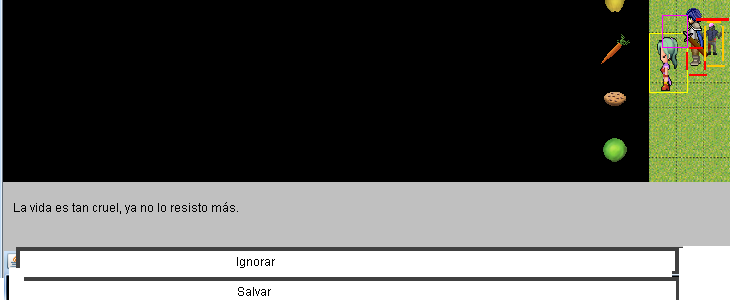 La vida es tan cruel, ya no lo resisto más.
Ignorar
Salvar